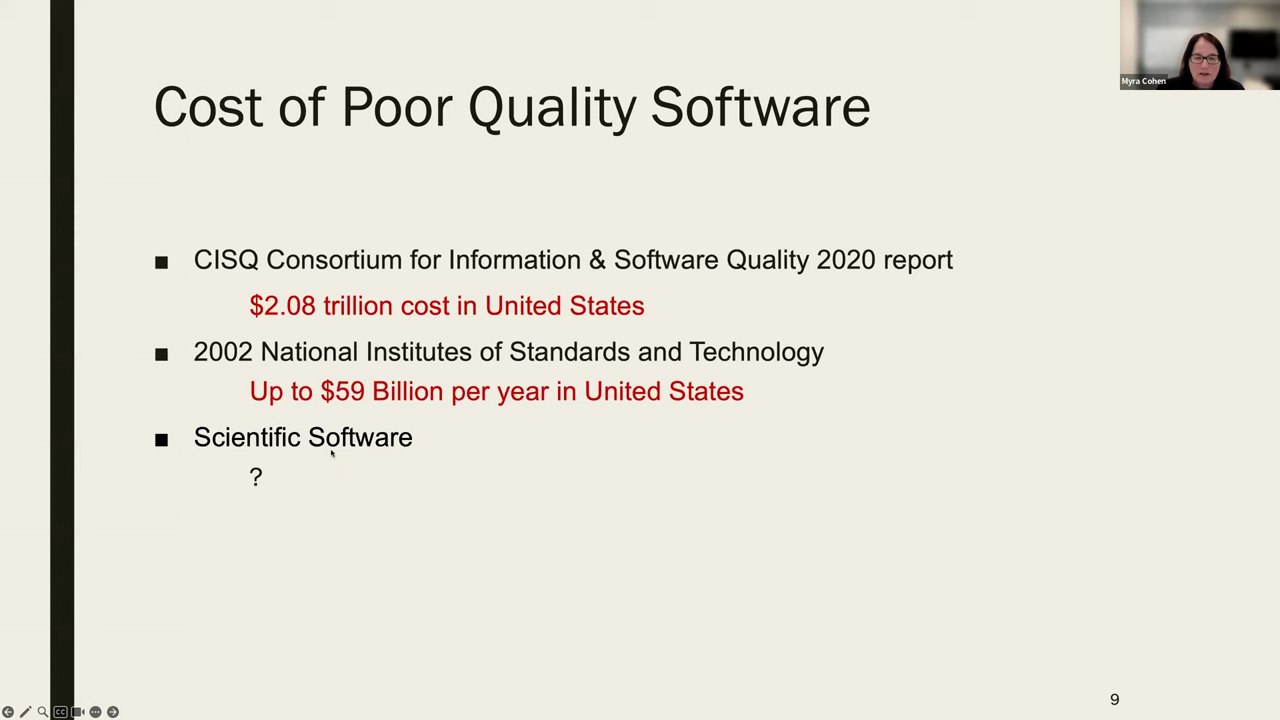 Myra Cohen
Cost of Poor Quality Software
■ CISQ Consortium for Information & Software Quality 2020 report
$2.08 trillion cost in United States
■ 2002 National Institutes of Standards and Technology
Up to $59 Billion per year in United States
■ Scientific Software
?
9
CC